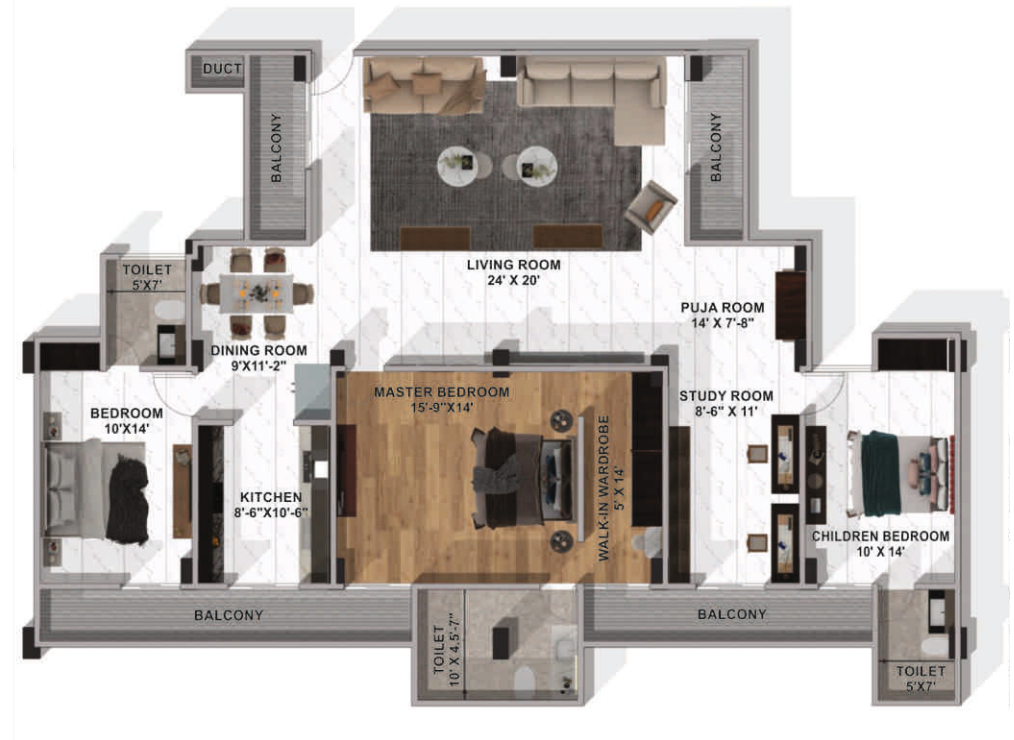 DUCT
BALCONY
BALCONY
TOILET
5'X7'
LIVING ROOM
24' X 20'
PUJA ROOM
14' X 7'-8"
DINING ROOM
9'X11'-2"
MASTER BEDROOM
15'-9"X14'
STUDY ROOM
8'-6" X 11'
BEDROOM
10'X14'
WALK-IN WARDROBE
5' X 14'
KITCHEN
8'-6"X10'-6"
CHILDREN BEDROOM
10' X 14'
BALCONY
TOILET
10' X 4.5'-7"
BALCONY
TOILET
5'X7'